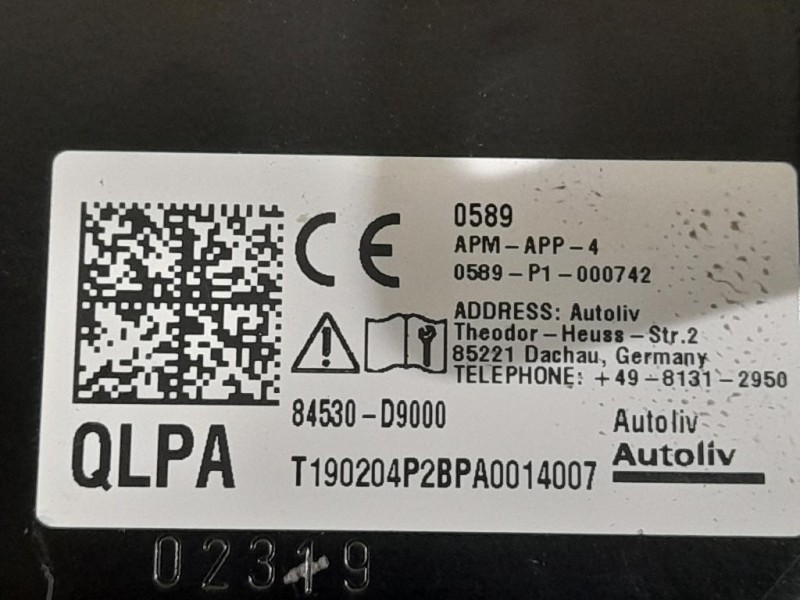 CE
0589
APM-APP-4
0589-P1-000742
ADDRESS: Autoliv
Theodor-Heuss-Str.2
85221 Dachau, Germany
TELEPHONE: +49-8131-2950
84530-D9000
Autoliv
Autoliv
QLPA
T190204P2BPA0014007
02319